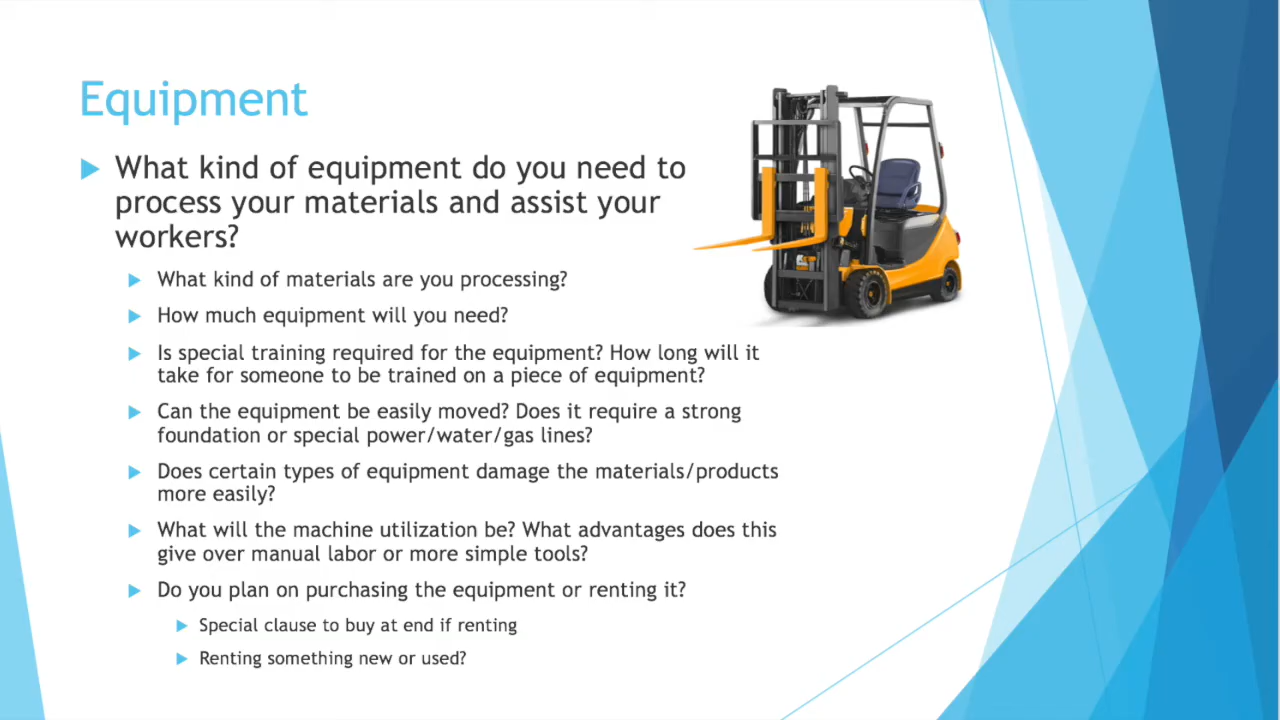 Equipment
What kind of equipment do you need to
process your materials and assist your
workers?
What kind of materials are you processing?
How much equipment will you need?
Is special training required for the equipment? How long will it
take for someone to be trained on a piece of equipment?
Can the equipment be easily moved? Does it require a strong
foundation or special power/water/gas lines?
Does certain types of equipment damage the materials/products
more easily?
What will the machine utilization be? What advantages does this
give over manual labor or more simple tools?
Do you plan on purchasing the equipment or renting it?
Special clause to buy at end if renting
Renting something new or used?